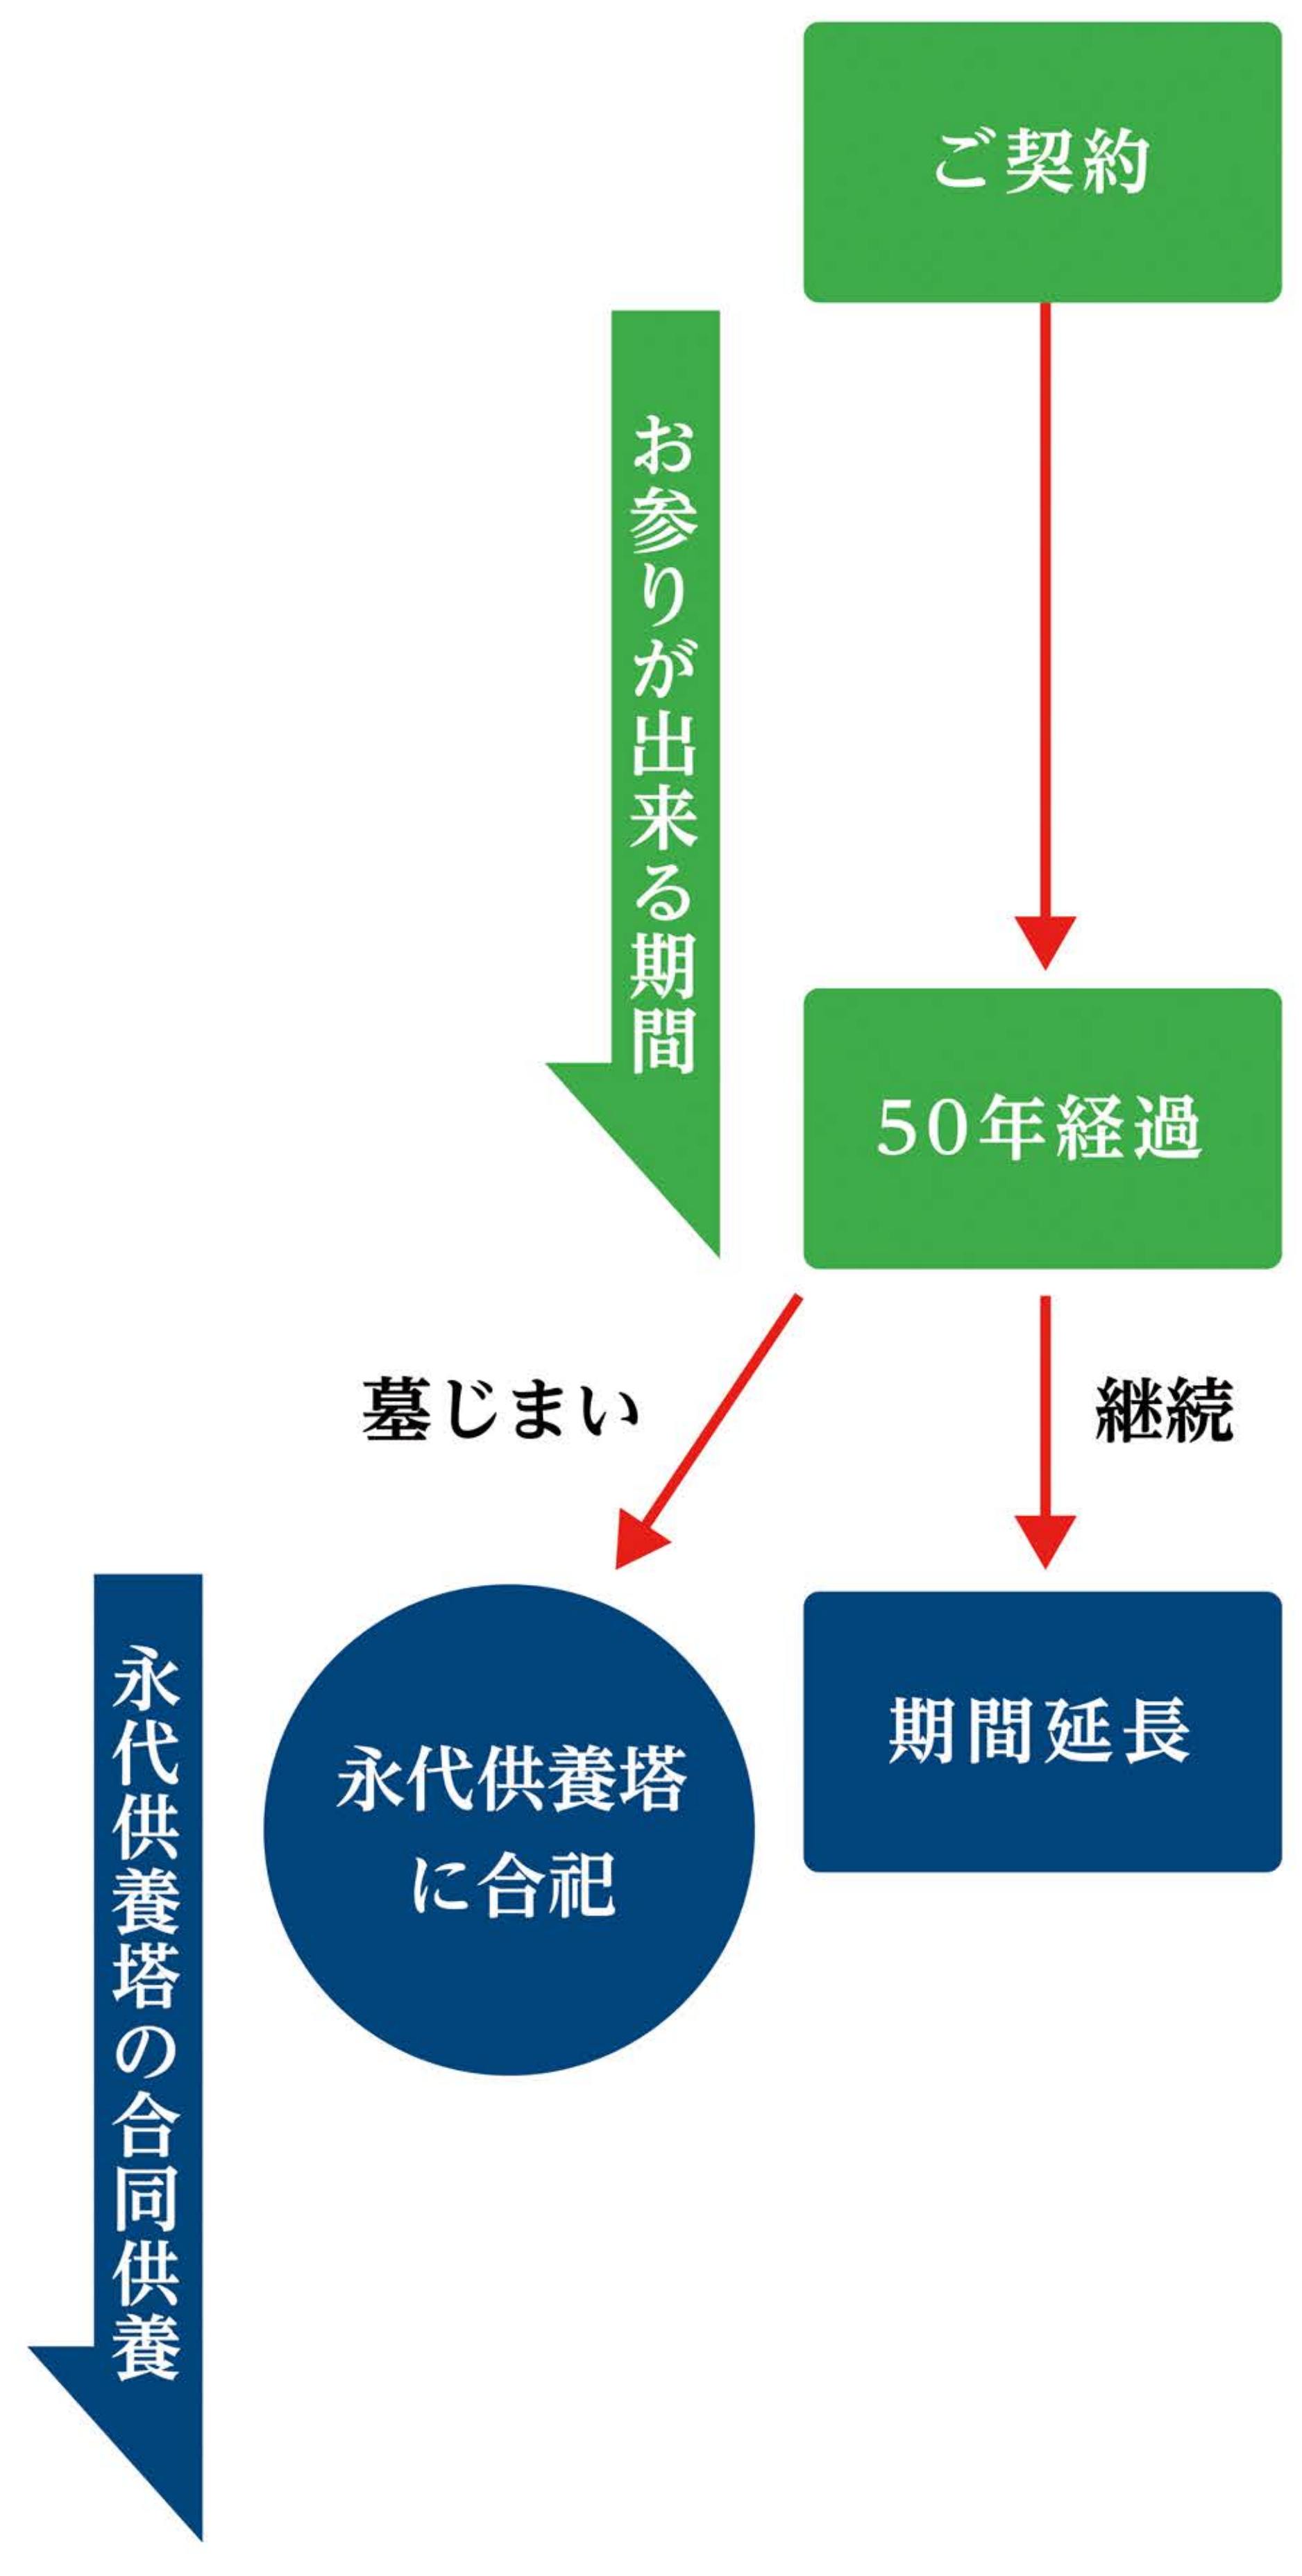 ご契約
お参りが出来る期間
50年経過
墓じまい
継続
永代供養塔
に合祀
期間延長
永代供養塔の合同供養